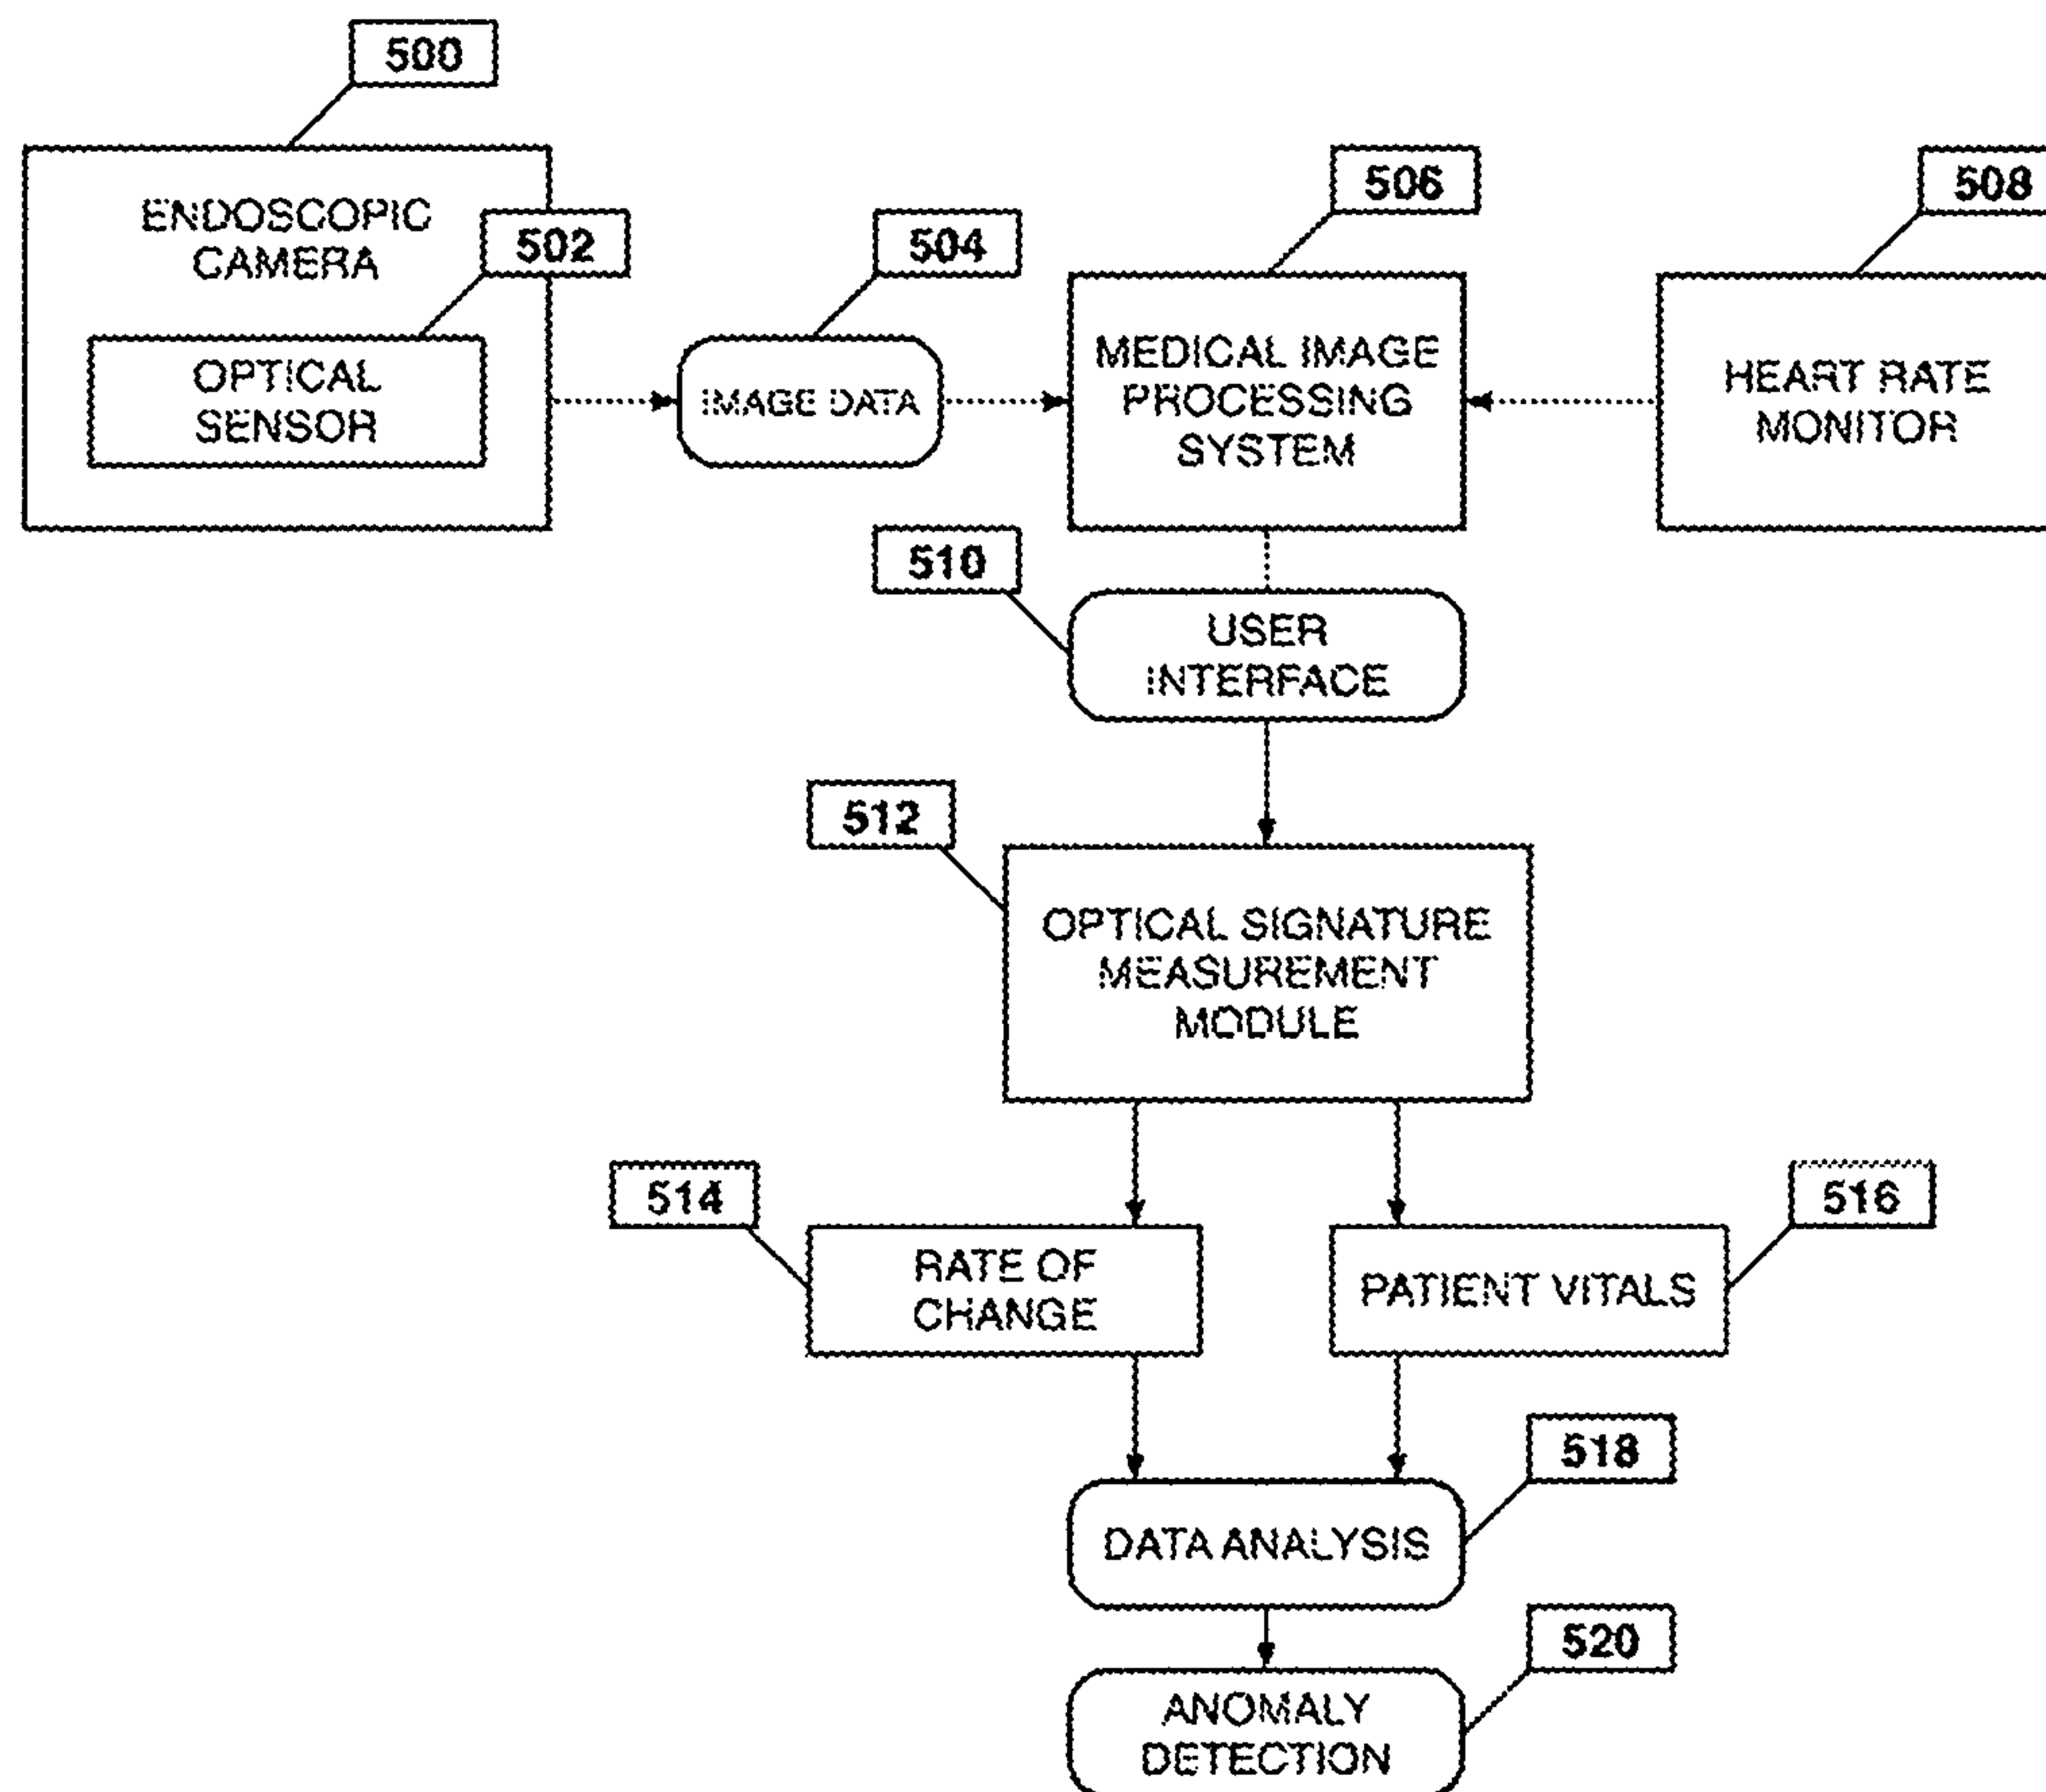 500
ENDOSCOPIC
CAMERA
502
OPTICAL
SENSOR
504
IMAGE DATA
506
MEDICAL IMAGE
PROCESSING
SYSTEM
508
HEART RATE
MONITOR
510
USER
INTERFACE
512
OPTICAL SIGNATURE
MEASUREMENT
MODULE
514
RATE OF
CHANGE
516
PATIENT VITALS
518
DATA ANALYSIS
520
ANOMALY
DETECTION